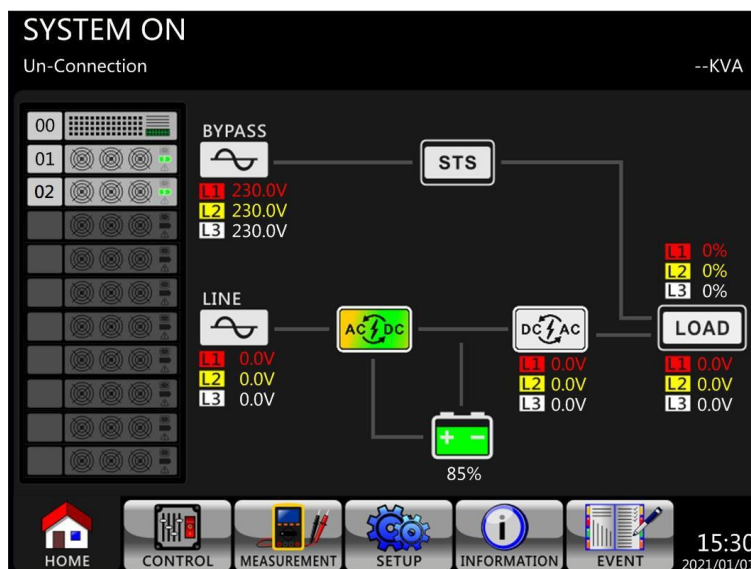 SYSTEM ON
Un-Connection
--KVA
00
01
02
BYPASS
L1 230.0V
L2 230.0V
L3 230.0V
STS
L1 0%
L2 0%
L3 0%
LINE
L1 0.0V
L2 0.0V
L3 0.0V
AC DC
DC AC
L1 0.0V
L2 0.0V
L3 0.0V
LOAD
L1 0.0V
L2 0.0V
L3 0.0V
+ -
85%
HOME
CONTROL
MEASUREMENT
SETUP
INFORMATION
EVENT
15:30
2021/01/0